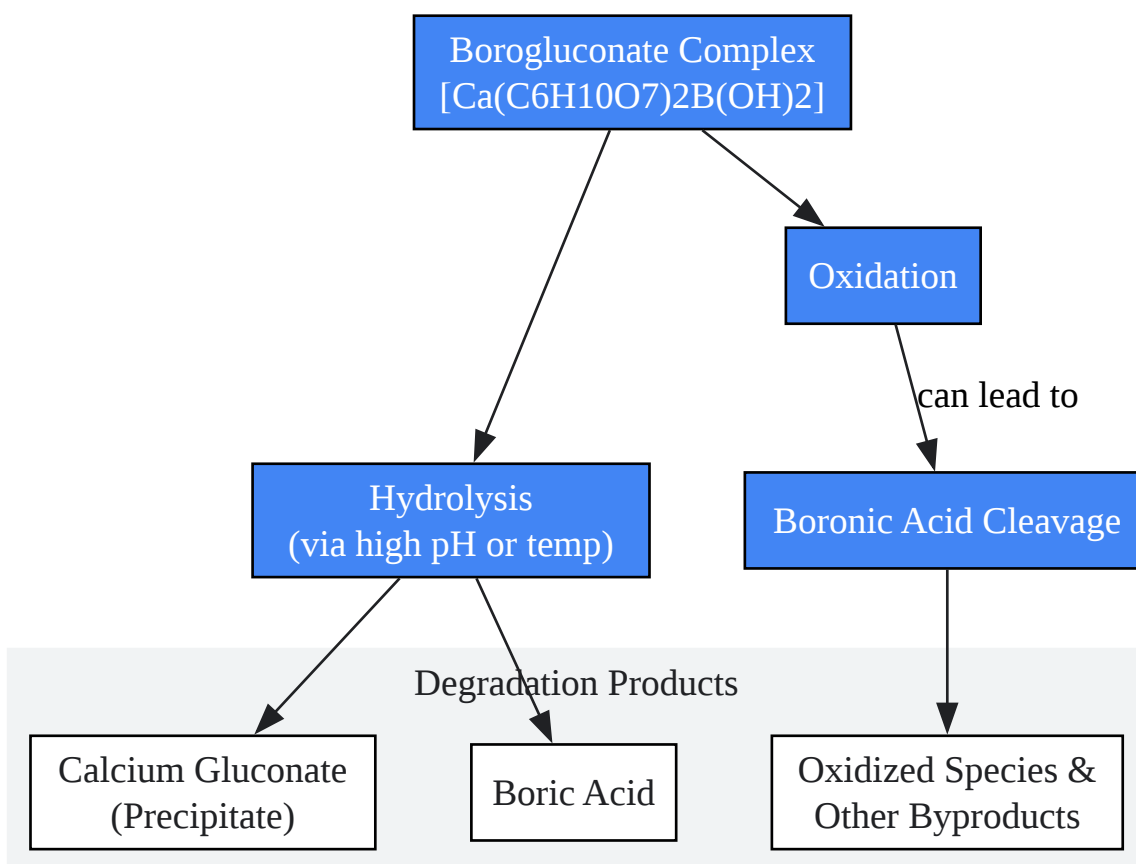 Borogluconate Complex
[Ca(C6H10O7)2B(OH)2]
Oxidation
can lead to
Hydrolysis
(via high pH or temp)
Boronic Acid Cleavage
Degradation Products
Calcium Gluconate
(Precipitate)
Boric Acid
Oxidized Species &
Other Byproducts